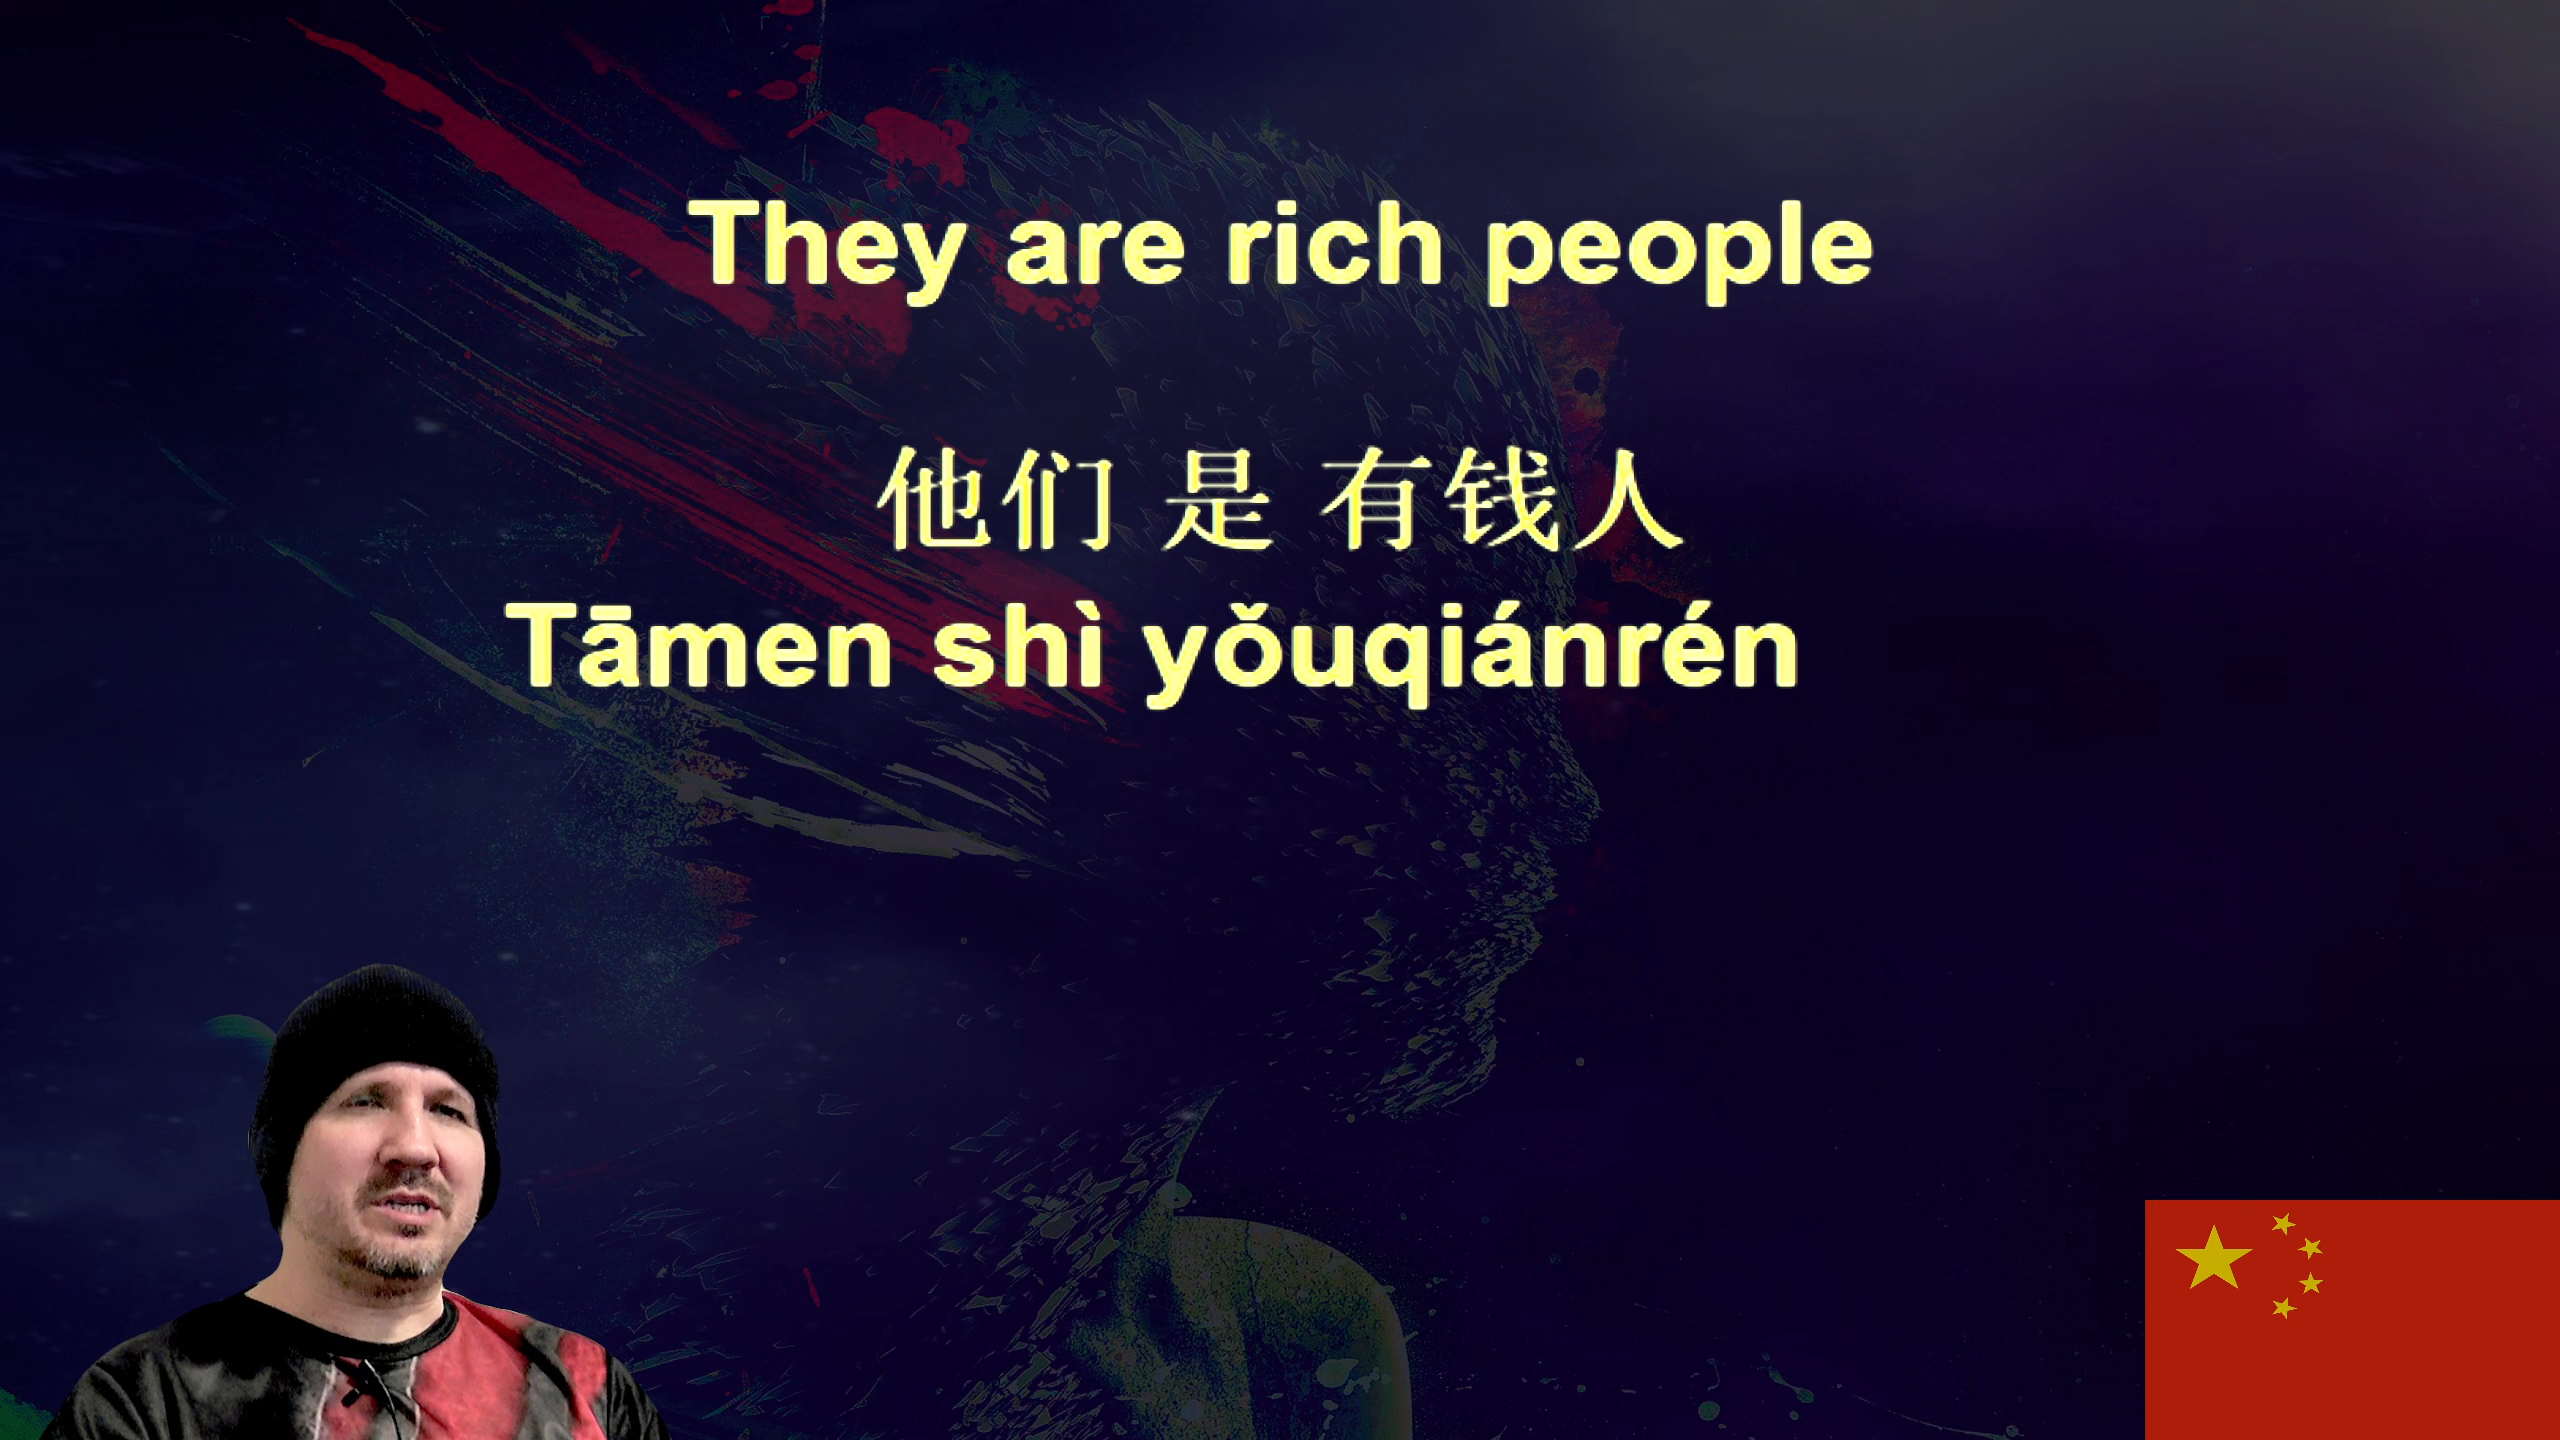 They are rich people
他们 是 有钱人
Tāmen shì yǒuqiánrén